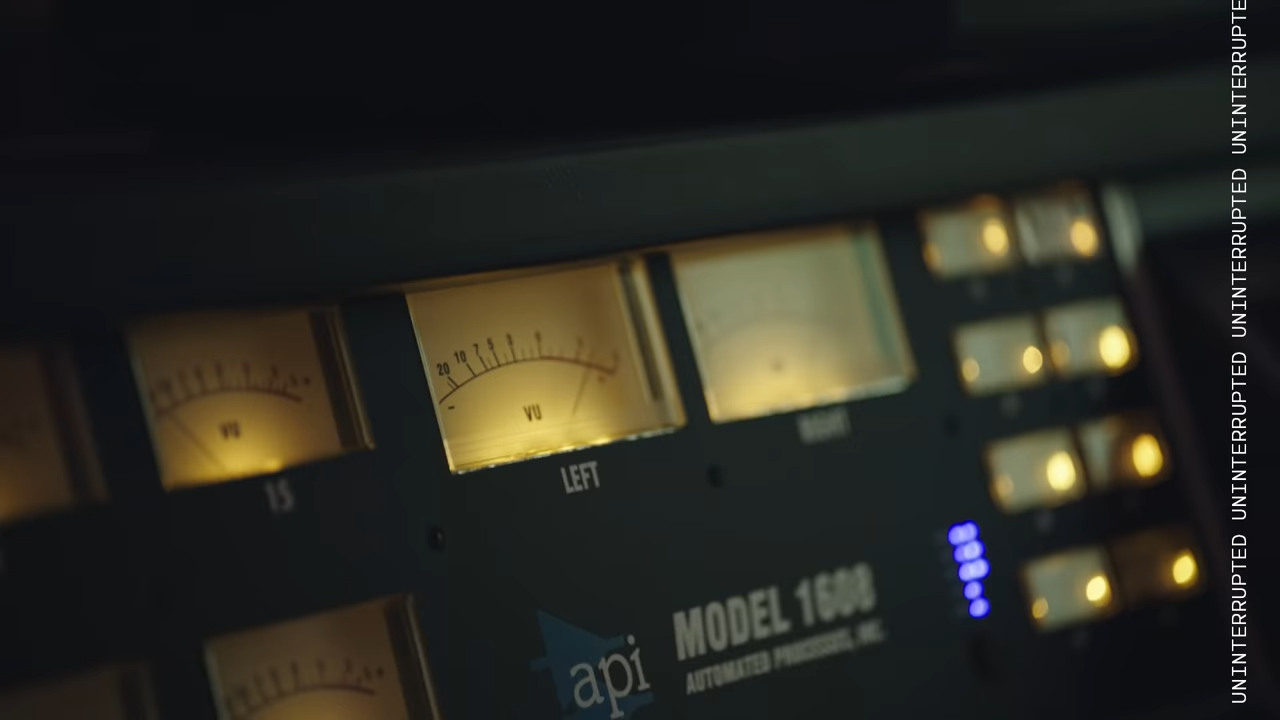 20 10 7 5 3 0
VU
VU
LEFT
RIGHT
15
api
MODEL 1608
AUTOMATED PROCESSES, INC.
UNINTERRUPTED UNINTERRUPTED UNINTERRUPTED UNINTERRUPTE